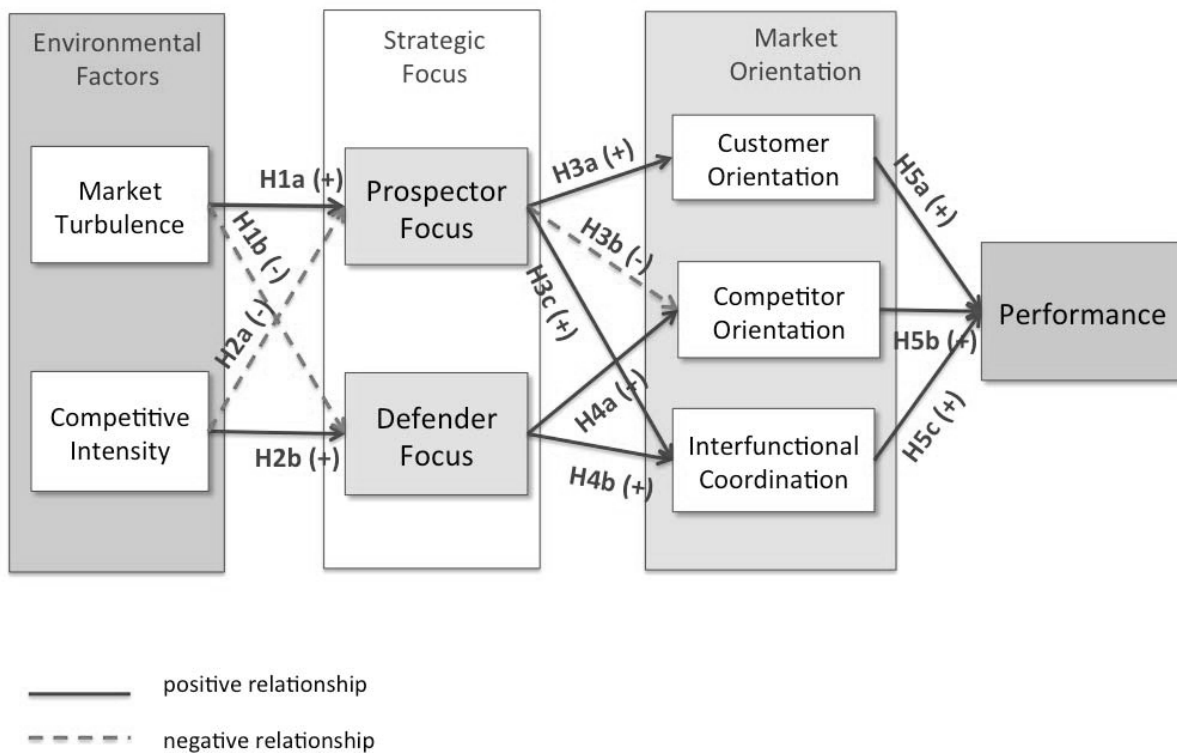 Environmental
Factors
Strategic
Focus
Market
Orientation
Market
Turbulence
Competitive
Intensity
H1a (+)
H1b (-)
H2a (-)
H2b (+)
Prospector
Focus
Defender
Focus
H3a (+)
H3b (-)
H3c (+)
H4a (+)
H4b (+)
Customer
Orientation
Competitor
Orientation
Interfunctional
Coordination
H5a (+)
H5b (+)
H5c (+)
Performance
positive relationship
negative relationship